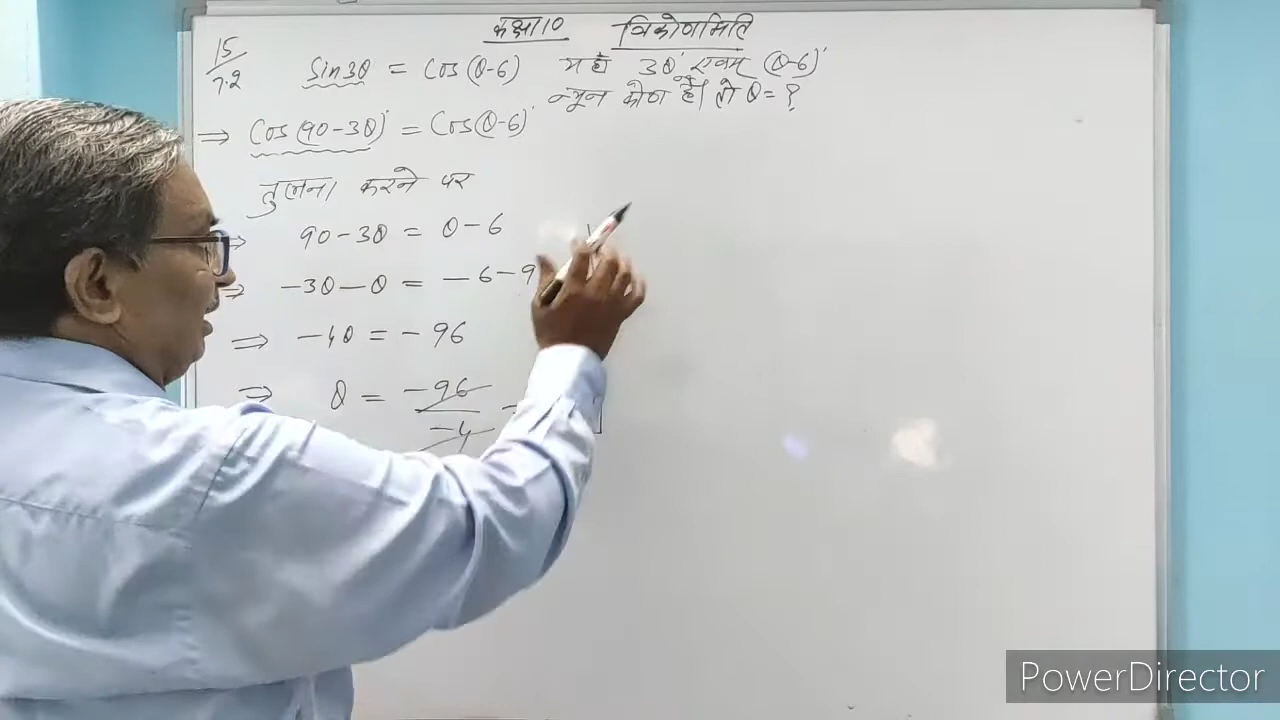 कक्षा 10 त्रिकोणमिति
15/7.2
Sin3θ = Cos(θ-6) यहाँ 3θ° एवम् (θ-6)°
न्यून कोण हैं। तो θ = ?
⇒ Cos(90-3θ)° = Cos(θ-6)°
तुलना करने पर
⇒ 90-3θ = θ-6
⇒ -3θ-θ = -6-9
⇒ -4θ = -96
⇒ θ = -96/-4
PowerDirector